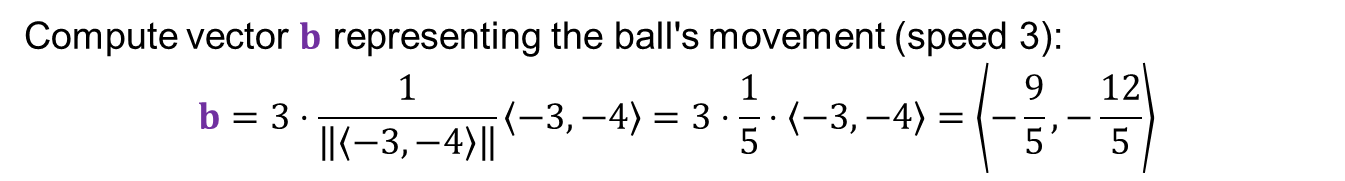 Compute vector b representing the ball's movement (speed 3):
b = 3 · 1/‖⟨−3, −4⟩‖ ⟨−3, −4⟩ = 3 · 1/5 · ⟨−3, −4⟩ = ⟨−9/5, −12/5⟩